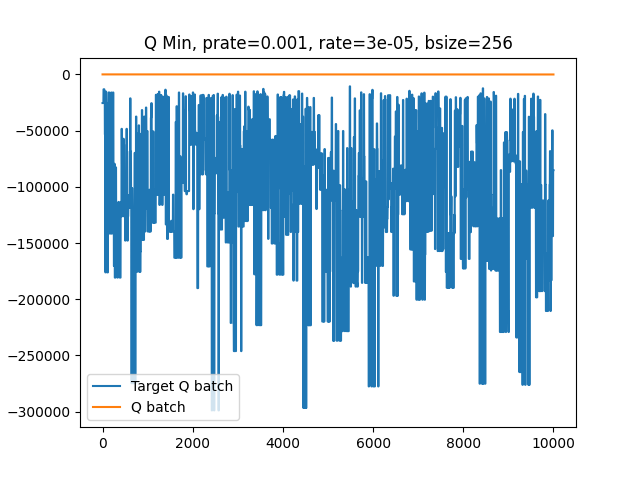 Q Min, prate=0.001, rate=3e-05, bsize=256
0
−50000
−100000
−150000
−200000
−250000
−300000
Target Q batch
Q batch
0 2000 4000 6000 8000 10000